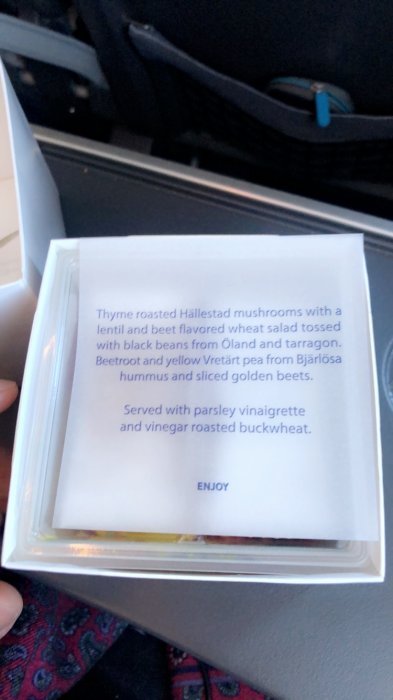 Thyme roasted Hällestad mushrooms with a
lentil and beet flavored wheat salad tossed
with black beans from Öland and tarragon.
Beetroot and yellow Vretärt pea from Bjärlösa
hummus and sliced golden beets.
Served with parsley vinaigrette
and vinegar roasted buckwheat.
ENJOY